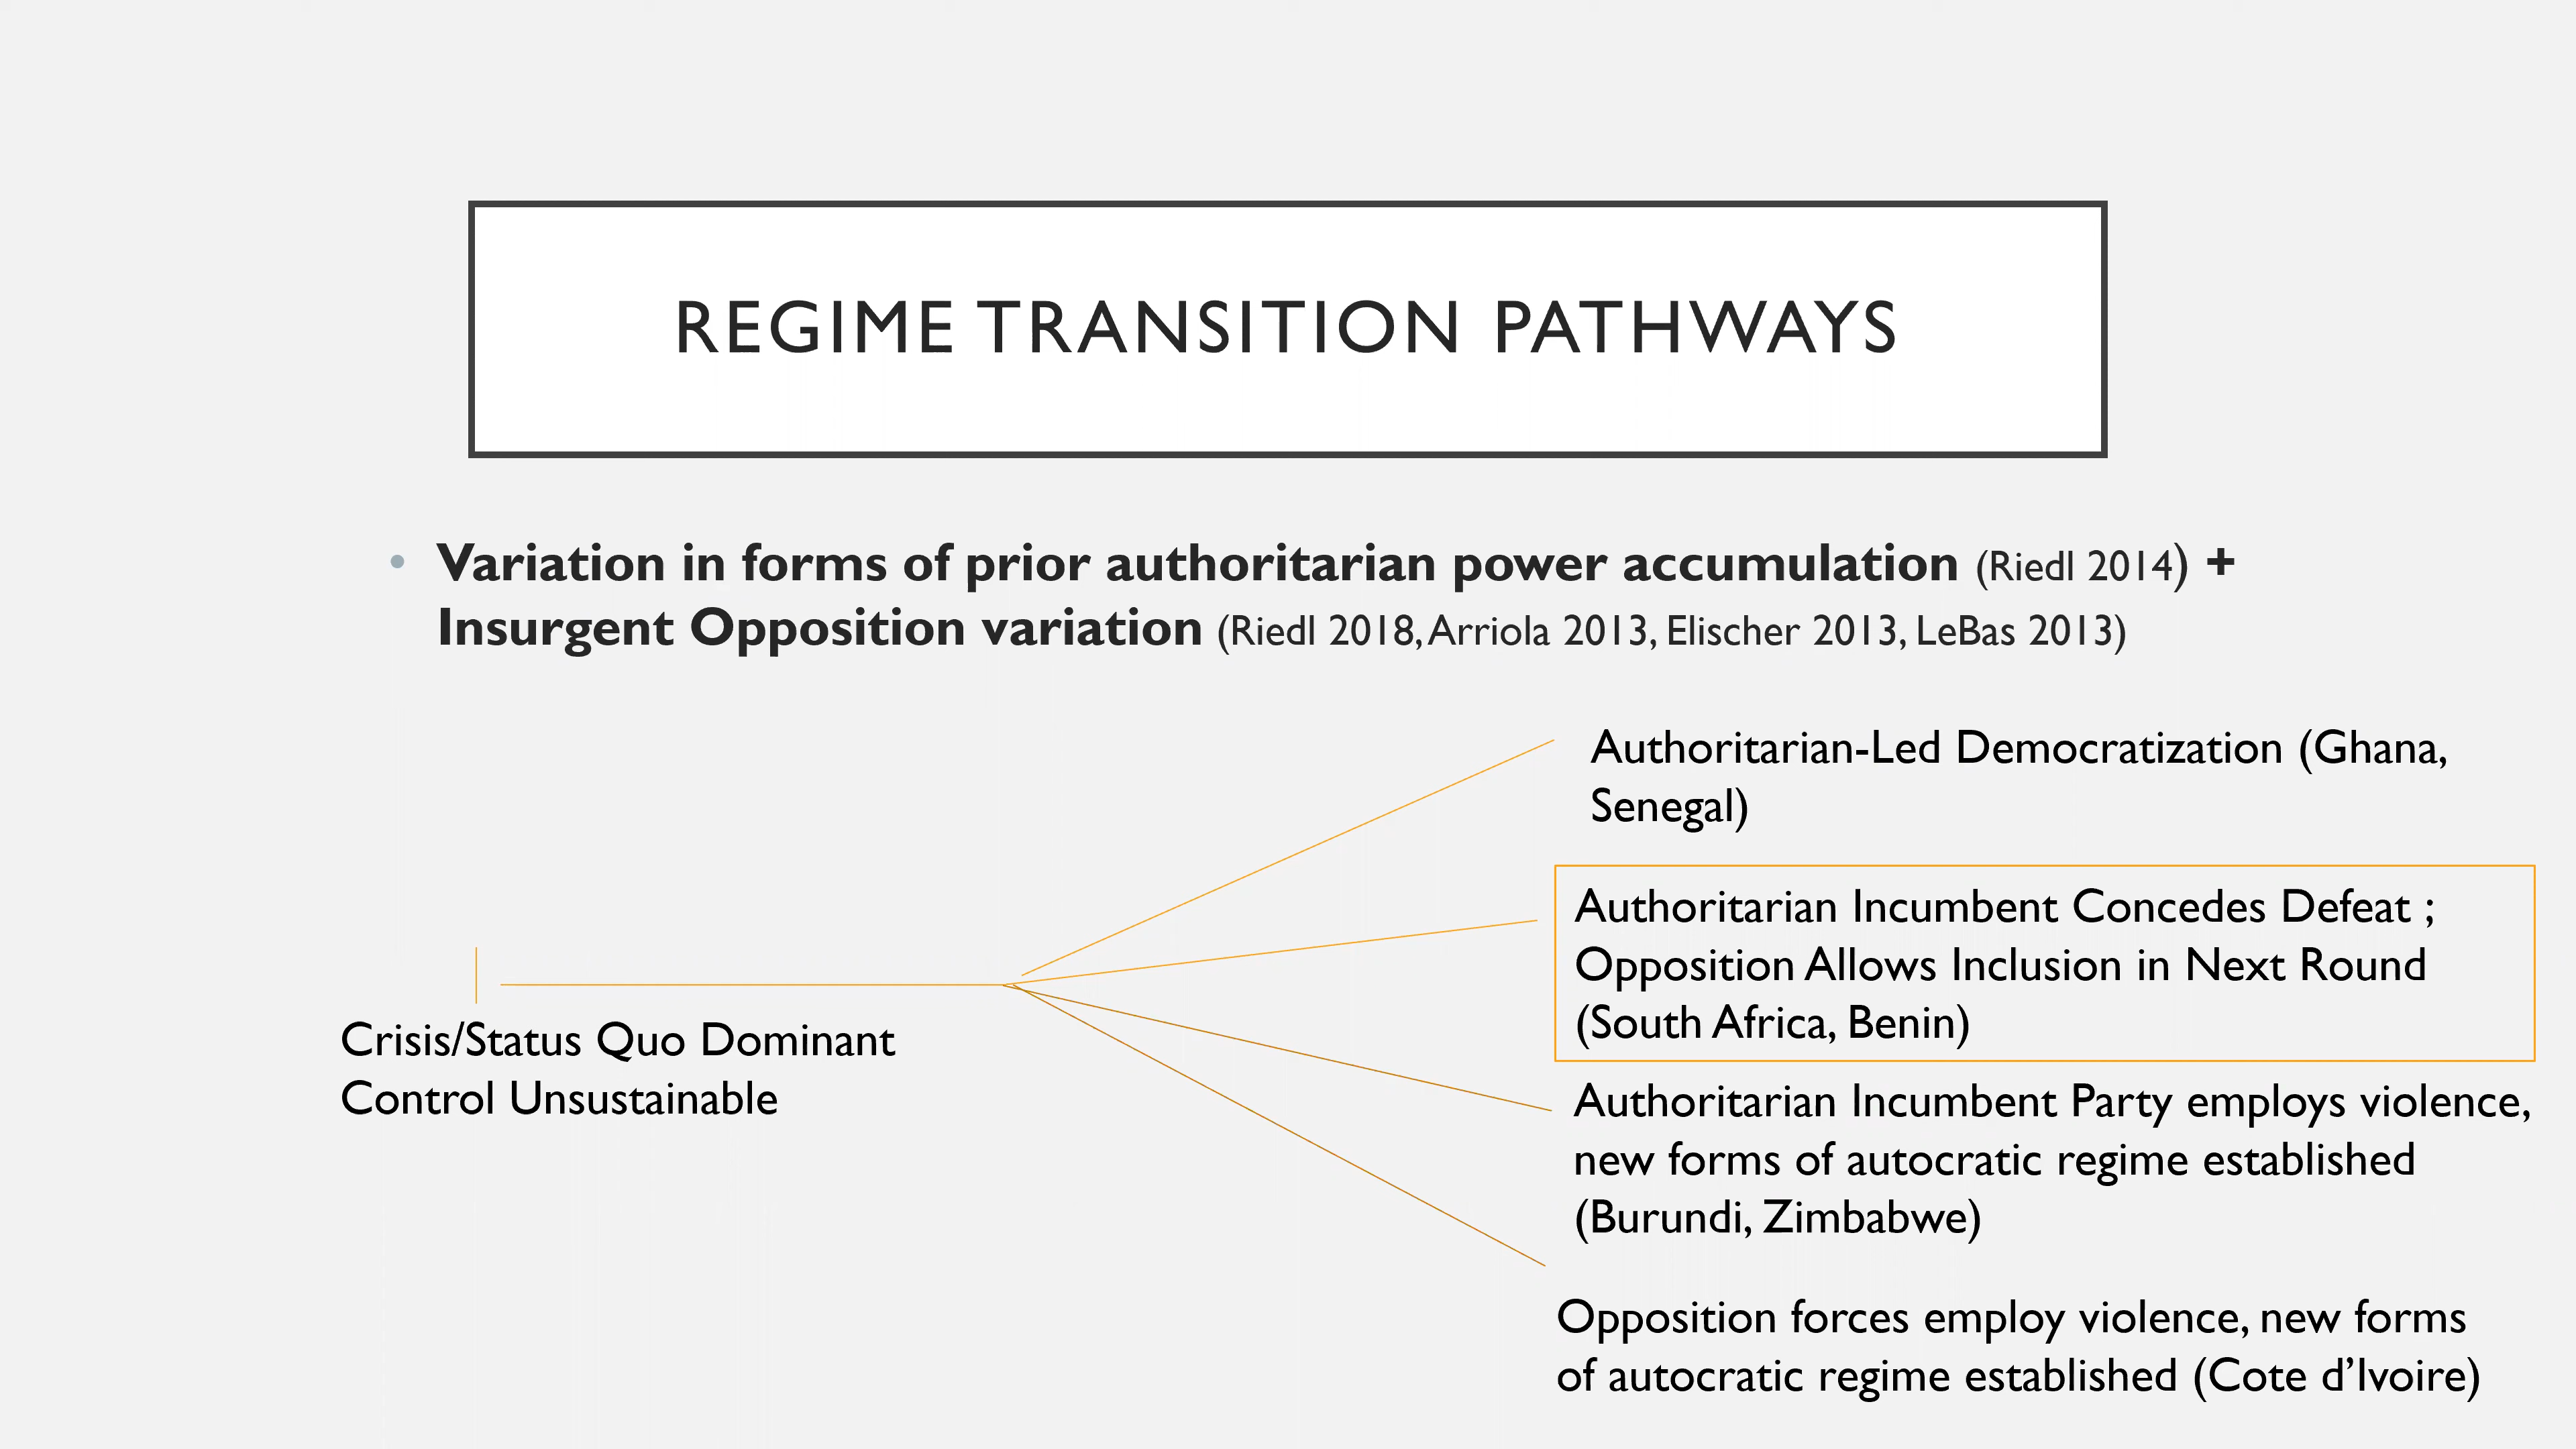 REGIME TRANSITION PATHWAYS
• Variation in forms of prior authoritarian power accumulation (Riedl 2014) +
Insurgent Opposition variation (Riedl 2018, Arriola 2013, Elischer 2013, LeBas 2013)
Authoritarian-Led Democratization (Ghana,
Senegal)
Authoritarian Incumbent Concedes Defeat ;
Opposition Allows Inclusion in Next Round
(South Africa, Benin)
Crisis/Status Quo Dominant
Control Unsustainable
Authoritarian Incumbent Party employs violence,
new forms of autocratic regime established
(Burundi, Zimbabwe)
Opposition forces employ violence, new forms
of autocratic regime established (Cote d’Ivoire)